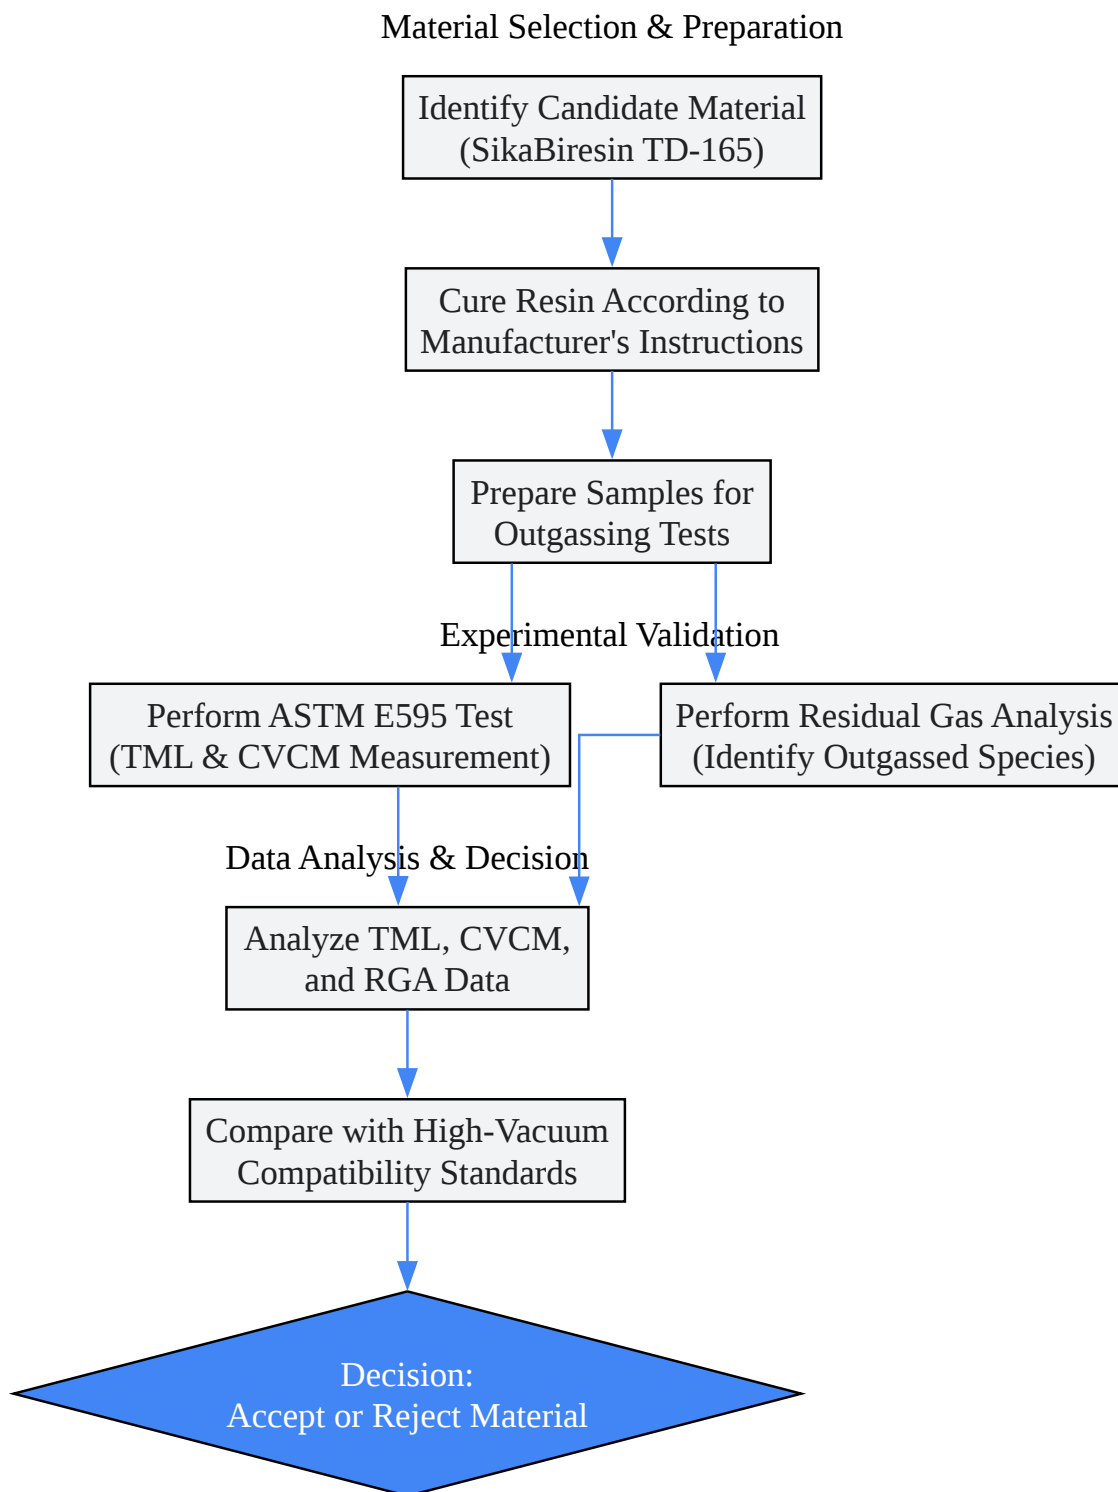 Material Selection & Preparation
Identify Candidate Material
(SikaBiresin TD-165)
Cure Resin According to
Manufacturer's Instructions
Prepare Samples for
Outgassing Tests
Experimental Validation
Perform ASTM E595 Test
(TML & CVCM Measurement)
Perform Residual Gas Analysis
(Identify Outgassed Species)
Data Analysis & Decision
Analyze TML, CVCM,
and RGA Data
Compare with High-Vacuum
Compatibility Standards
Decision:
Accept or Reject Material